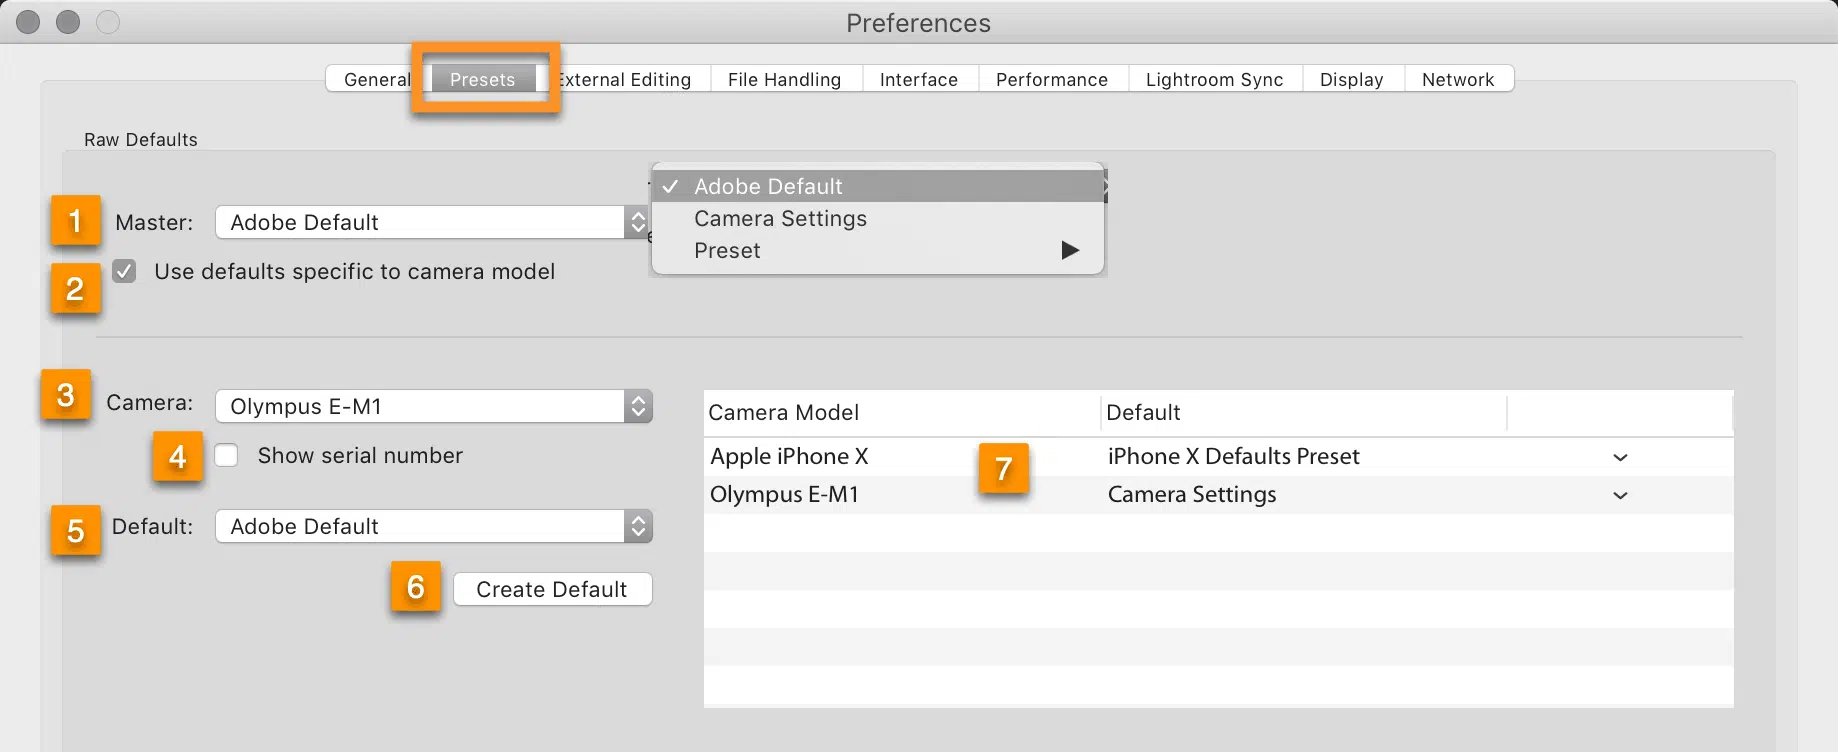 Preferences
General Presets External Editing File Handling Interface Performance Lightroom Sync Display Network
Raw Defaults
1 Master: Adobe Default
✓ Adobe Default
Camera Settings
Preset
2 Use defaults specific to camera model
3 Camera: Olympus E-M1
4 Show serial number
5 Default: Adobe Default
6 Create Default
Camera Model Default
Apple iPhone X 7 iPhone X Defaults Preset
Olympus E-M1 Camera Settings